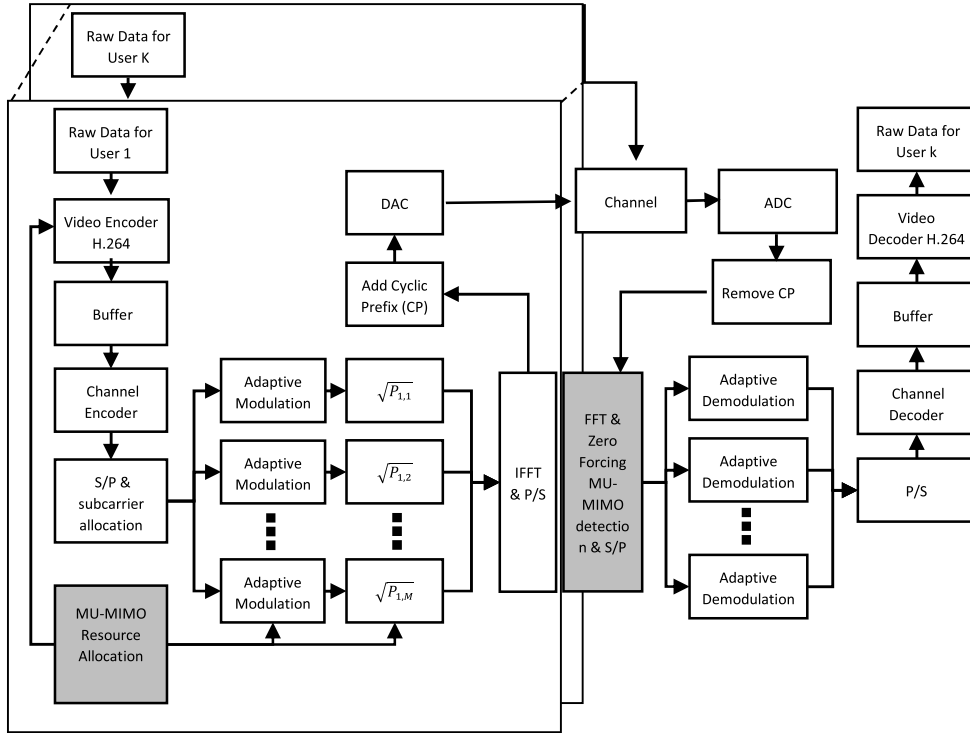 Raw Data for
User K
Raw Data for
User 1
Video Encoder
H.264
Buffer
Channel
Encoder
S/P &
subcarrier
allocation
MU-MIMO
Resource
Allocation
Adaptive
Modulation
Adaptive
Modulation
Adaptive
Modulation
√P₁,₁
√P₁,₂
√P₁,M
IFFT
& P/S
Add Cyclic
Prefix (CP)
DAC
Channel
ADC
Remove CP
FFT &
Zero
Forcing
MU-
MIMO
detectio
n & S/P
Adaptive
Demodulation
Adaptive
Demodulation
Adaptive
Demodulation
P/S
Channel
Decoder
Buffer
Video
Decoder H.264
Raw Data for
User k